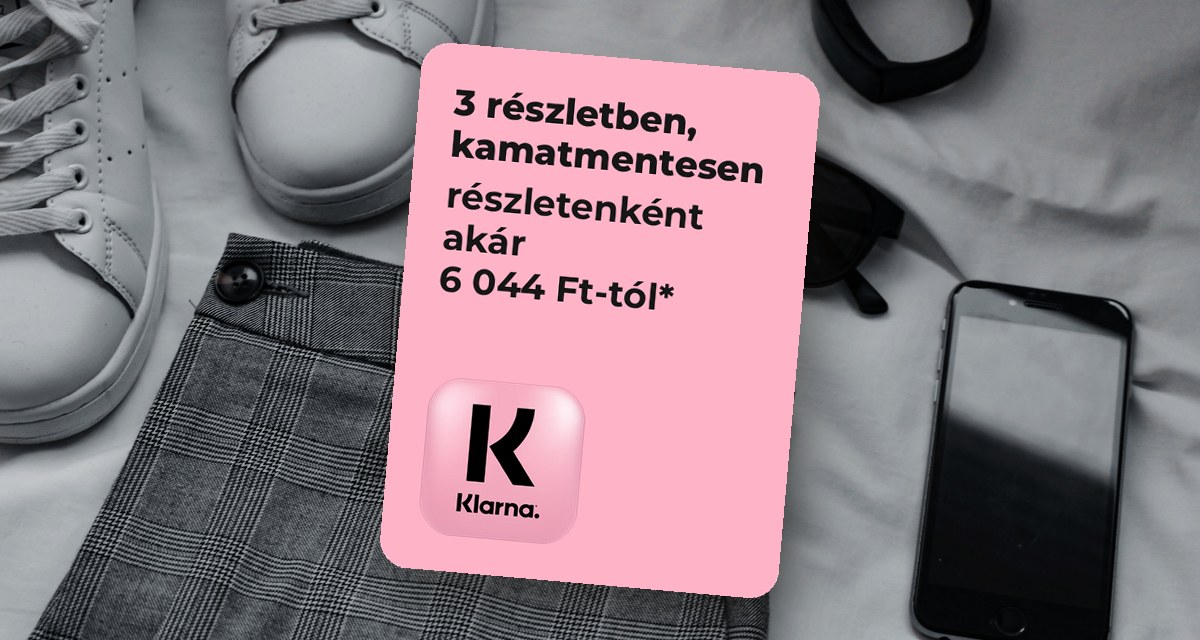 3 részletben,
kamatmentesen
részletenként
akár
6 044 Ft-tól*
K
Klarna.